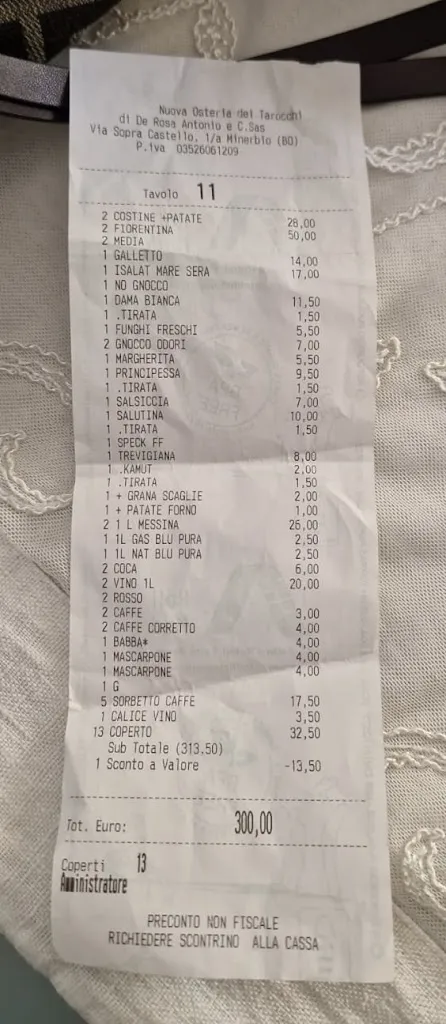 Nuova Osteria dei Tarocchi
di De Rosa Antonio e C.Sas
Via Sopra Castello, 1/a Minerbio (BO)
P.iva 03526061209
Tavolo 11
2 COSTINE +PATATE 28,00
2 FIORENTINA 50,00
2 MEDIA
1 GALLETTO 14,00
1 ISALAT MARE SERA 17,00
1 NO GNOCCO
1 DAMA BIANCA 11,50
1 .TIRATA 1,50
1 FUNGHI FRESCHI 5,50
2 GNOCCO ODORI 7,00
1 MARGHERITA 5,50
1 PRINCIPESSA 9,50
1 .TIRATA 1,50
1 SALSICCIA 7,00
1 SALUTINA 10,00
1 .TIRATA 1,50
1 SPECK FF
1 TREVIGIANA 8,00
1 .KAMUT 2,00
1 .TIRATA 1,50
1 + GRANA SCAGLIE 2,00
1 + PATATE FORNO 1,00
2 1 L MESSINA 26,00
1 1L GAS BLU PURA 2,50
1 1L NAT BLU PURA 2,50
2 COCA 6,00
2 VINO 1L 20,00
2 ROSSO
2 CAFFE 3,00
2 CAFFE CORRETTO 4,00
1 BABBA* 4,00
1 MASCARPONE 4,00
1 MASCARPONE 4,00
1 G
5 SORBETTO CAFFE 17,50
1 CALICE VINO 3,50
13 COPERTO 32,50
Sub Totale (313.50)
1 Sconto a Valore -13,50
Tot. Euro: 300,00
Coperti 13
Amministratore
PRECONTO NON FISCALE
RICHIEDERE SCONTRINO ALLA CASSA